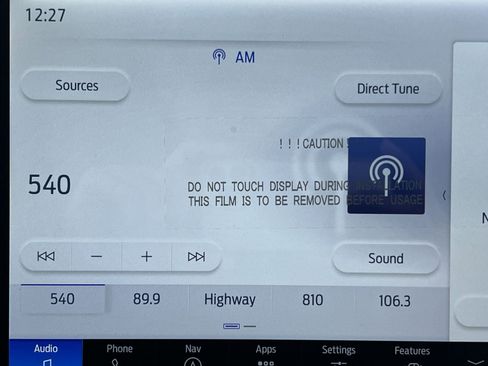 12:27
AM
Sources
Direct Tune
!!!CAUTION!
540
DO NOT TOUCH DISPLAY DURING INSTALLATION
THIS FILM IS TO BE REMOVED BEFORE USAGE
Sound
540 89.9 Highway 810 106.3
Audio Phone Nav Apps Settings Features